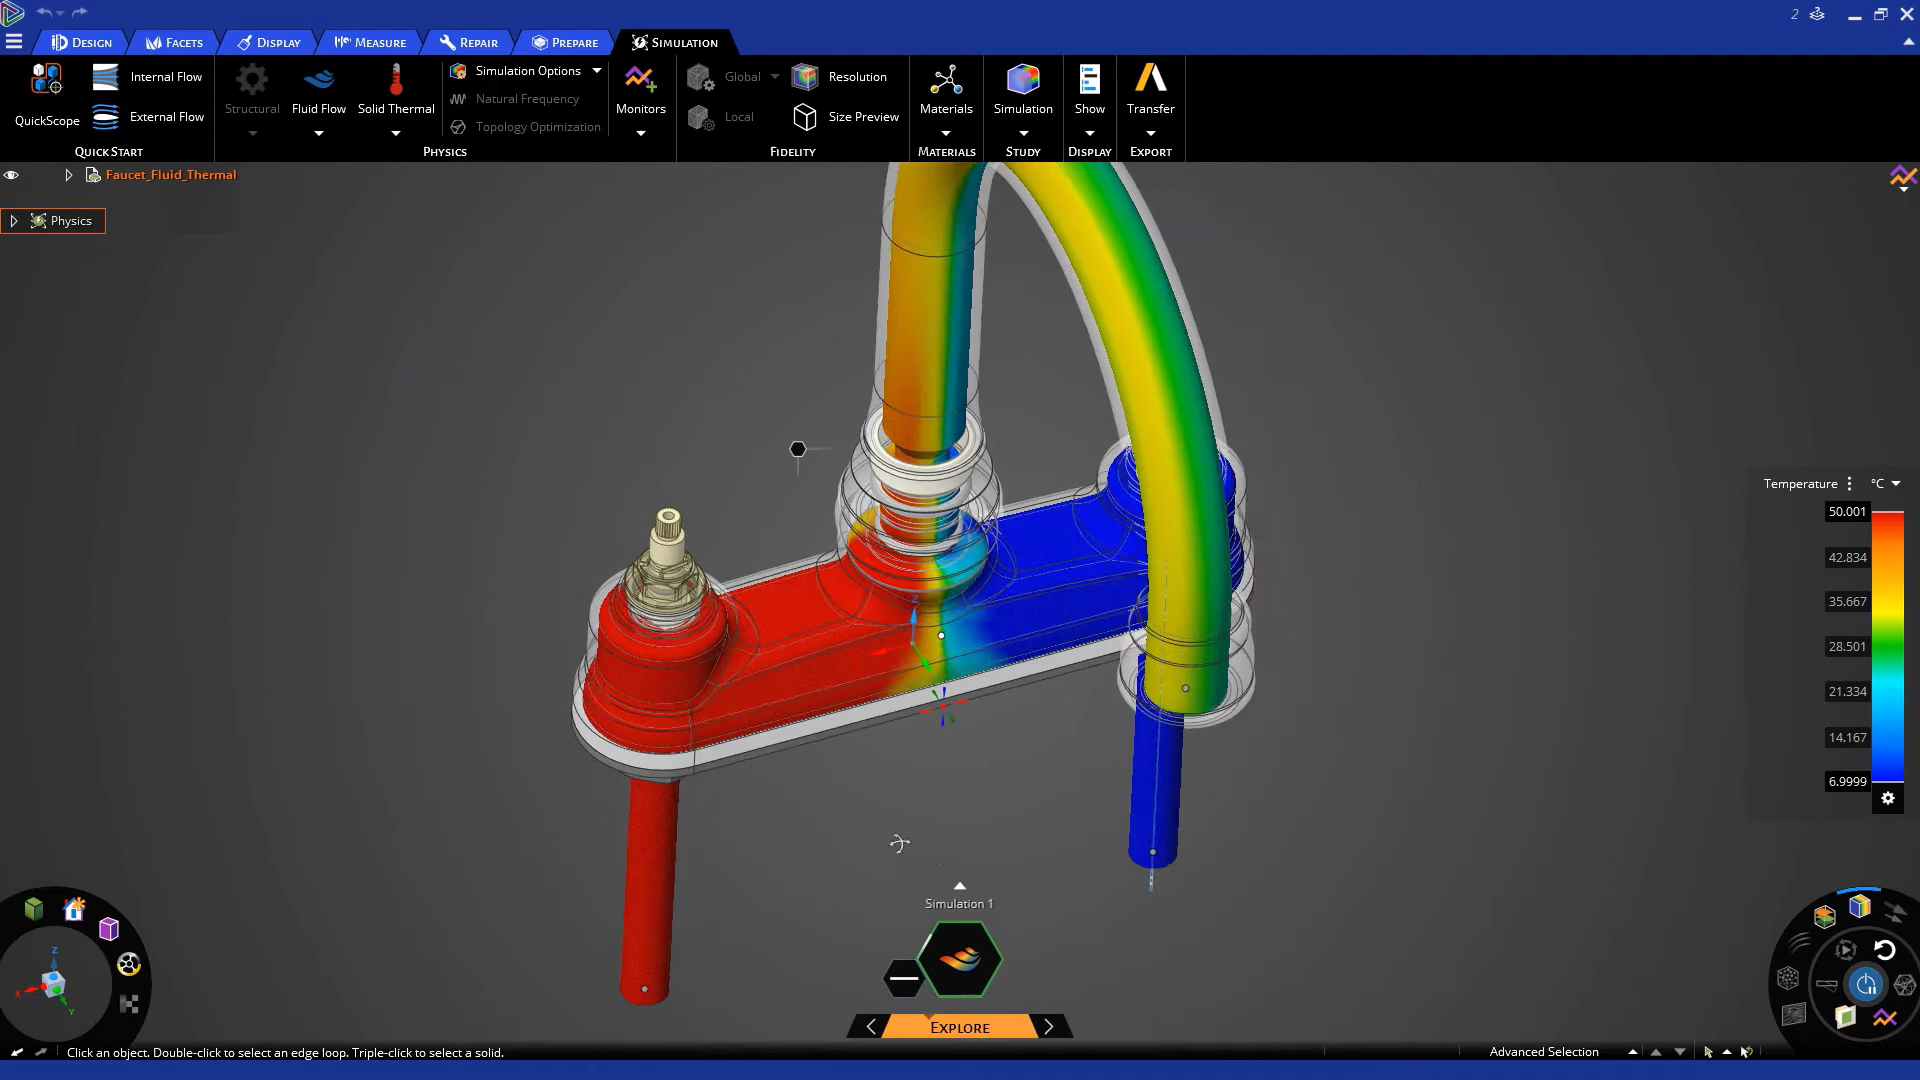 2
DESIGN FACETS DISPLAY MEASURE REPAIR PREPARE SIMULATION
QuickScope
Internal Flow
External Flow
QUICK START
Structural
Fluid Flow
Solid Thermal
Simulation Options
Natural Frequency
Topology Optimization
PHYSICS
Monitors
Global
Local
Resolution
Size Preview
FIDELITY
Materials
MATERIALS
Simulation
STUDY
Show
DISPLAY
Transfer
EXPORT
Faucet_Fluid_Thermal
Physics
Temperature °C
50.001
42.834
35.667
28.501
21.334
14.167
6.9999
Z
Simulation 1
EXPLORE
Z
X
Y
Click an object. Double-click to select an edge loop. Triple-click to select a solid.
Advanced Selection